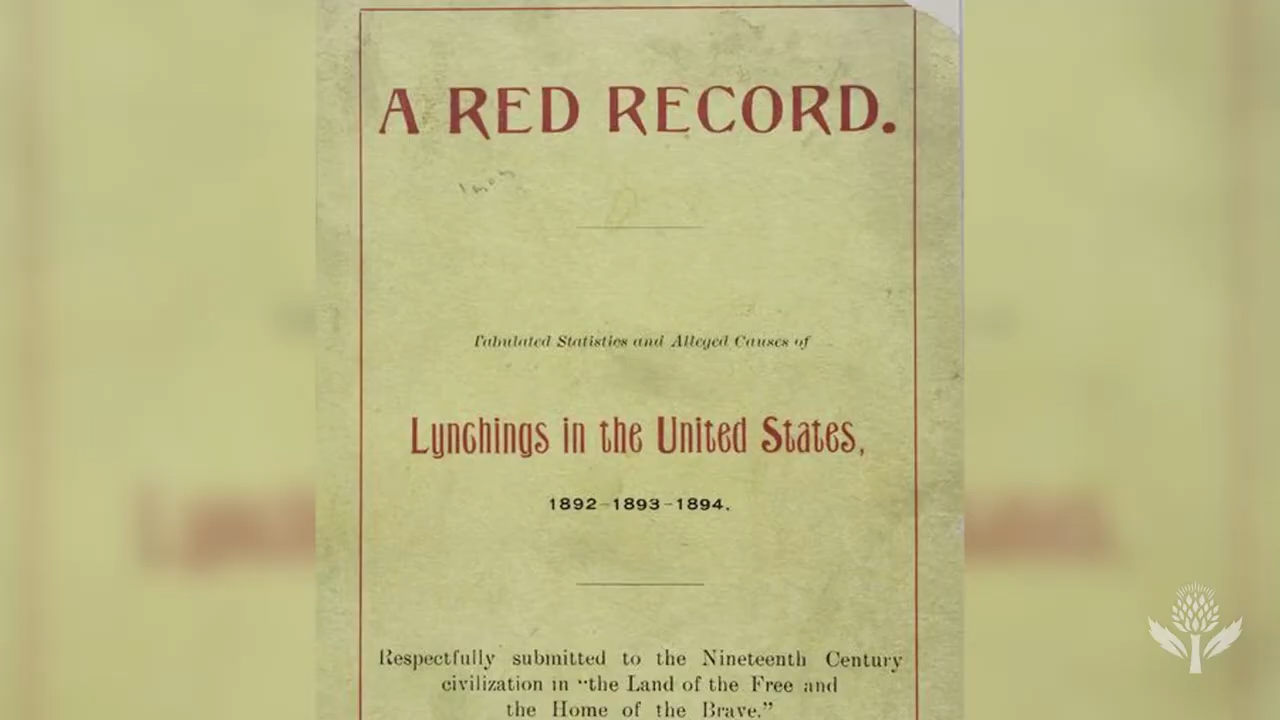 A RED RECORD.
Tabulated Statistics and Alleged Causes of
Lynchings in the United States,
1892-1893-1894.
Respectfully submitted to the Nineteenth Century
civilization in “the Land of the Free and
the Home of the Brave.”